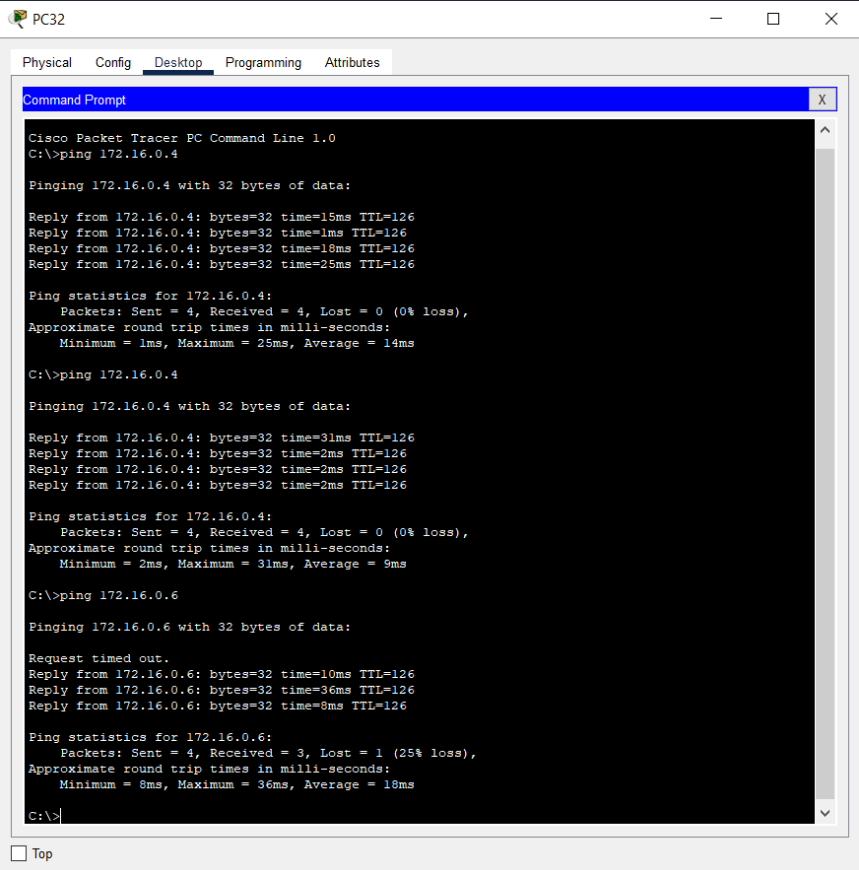 PC32
Physical Config Desktop Programming Attributes
Command Prompt
X
Cisco Packet Tracer PC Command Line 1.0
C:\>ping 172.16.0.4
Pinging 172.16.0.4 with 32 bytes of data:
Reply from 172.16.0.4: bytes=32 time=15ms TTL=126
Reply from 172.16.0.4: bytes=32 time=1ms TTL=126
Reply from 172.16.0.4: bytes=32 time=18ms TTL=126
Reply from 172.16.0.4: bytes=32 time=25ms TTL=126
Ping statistics for 172.16.0.4:
    Packets: Sent = 4, Received = 4, Lost = 0 (0% loss),
Approximate round trip times in milli-seconds:
    Minimum = 1ms, Maximum = 25ms, Average = 14ms
C:\>ping 172.16.0.4
Pinging 172.16.0.4 with 32 bytes of data:
Reply from 172.16.0.4: bytes=32 time=31ms TTL=126
Reply from 172.16.0.4: bytes=32 time=2ms TTL=126
Reply from 172.16.0.4: bytes=32 time=2ms TTL=126
Reply from 172.16.0.4: bytes=32 time=2ms TTL=126
Ping statistics for 172.16.0.4:
    Packets: Sent = 4, Received = 4, Lost = 0 (0% loss),
Approximate round trip times in milli-seconds:
    Minimum = 2ms, Maximum = 31ms, Average = 9ms
C:\>ping 172.16.0.6
Pinging 172.16.0.6 with 32 bytes of data:
Request timed out.
Reply from 172.16.0.6: bytes=32 time=10ms TTL=126
Reply from 172.16.0.6: bytes=32 time=36ms TTL=126
Reply from 172.16.0.6: bytes=32 time=8ms TTL=126
Ping statistics for 172.16.0.6:
    Packets: Sent = 4, Received = 3, Lost = 1 (25% loss),
Approximate round trip times in milli-seconds:
    Minimum = 8ms, Maximum = 36ms, Average = 18ms
C:\>
Top